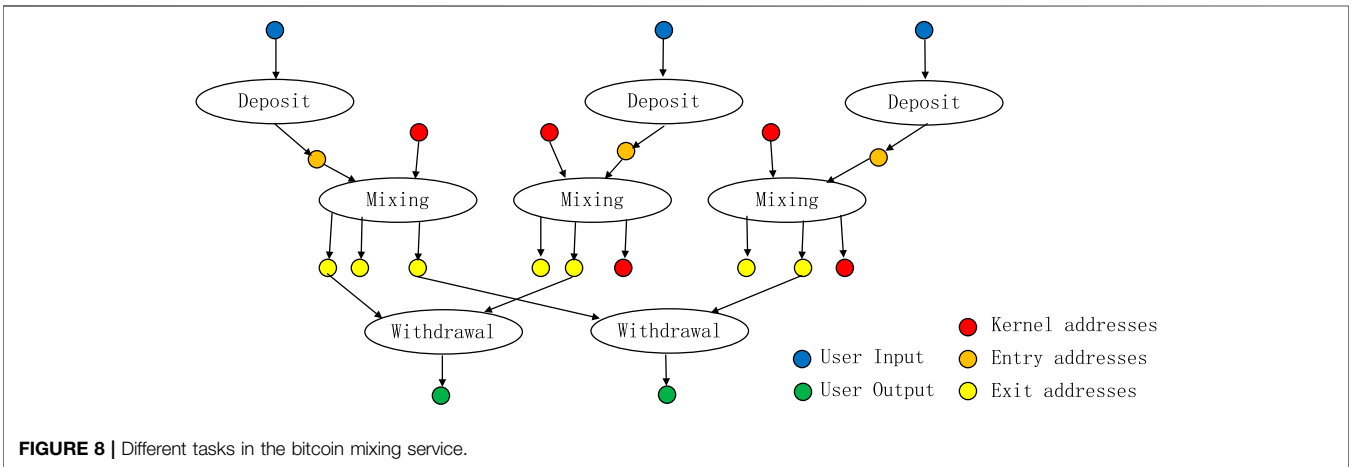 Deposit
Deposit
Deposit
Mixing
Mixing
Mixing
Withdrawal
Withdrawal
Kernel addresses
User Input
Entry addresses
User Output
Exit addresses
FIGURE 8 | Different tasks in the bitcoin mixing service.